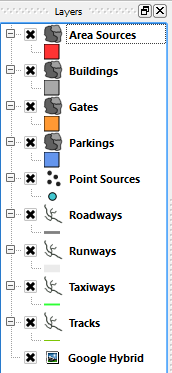 Layers
Area Sources
Buildings
Gates
Parkings
Point Sources
Roadways
Runways
Taxiways
Tracks
Google Hybrid